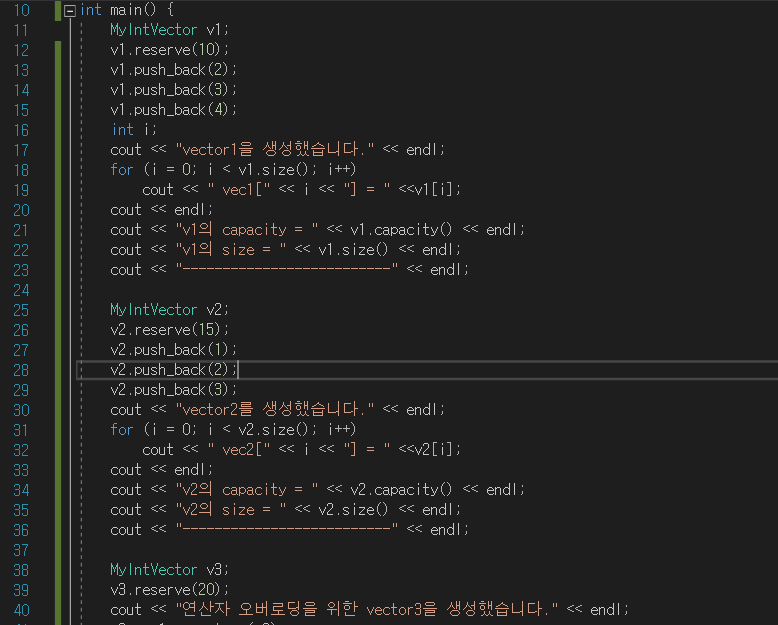 10 int main() {
11 MyIntVector v1;
12 v1.reserve(10);
13 v1.push_back(2);
14 v1.push_back(3);
15 v1.push_back(4);
16 int i;
17 cout << "vector1을 생성했습니다." << endl;
18 for (i = 0; i < v1.size(); i++)
19 cout << " vec1[" << i << "] = " <<v1[i];
20 cout << endl;
21 cout << "v1의 capacity = " << v1.capacity() << endl;
22 cout << "v1의 size = " << v1.size() << endl;
23 cout << "--------------------------" << endl;
24
25 MyIntVector v2;
26 v2.reserve(15);
27 v2.push_back(1);
28 v2.push_back(2);
29 v2.push_back(3);
30 cout << "vector2를 생성했습니다." << endl;
31 for (i = 0; i < v2.size(); i++)
32 cout << " vec2[" << i << "] = " <<v2[i];
33 cout << endl;
34 cout << "v2의 capacity = " << v2.capacity() << endl;
35 cout << "v2의 size = " << v2.size() << endl;
36 cout << "--------------------------" << endl;
37
38 MyIntVector v3;
39 v3.reserve(20);
40 cout << "연산자 오버로딩을 위한 vector3을 생성했습니다." << endl;